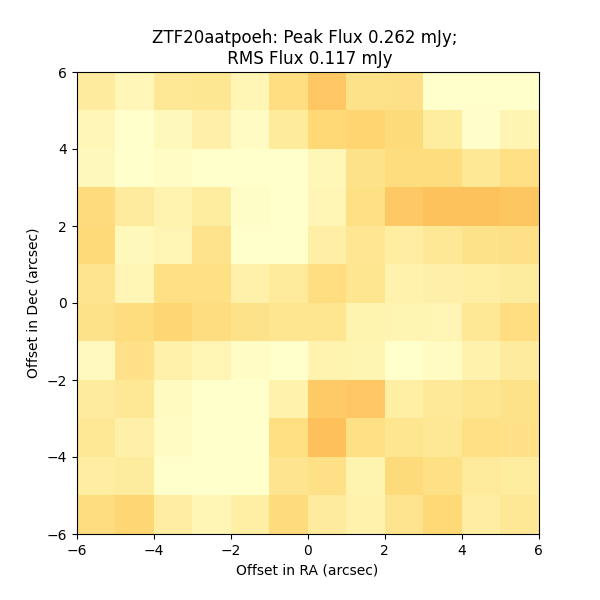 ZTF20aatpoeh: Peak Flux 0.262 mJy;
RMS Flux 0.117 mJy
6
4
2
0
−2
−4
−6
Offset in Dec (arcsec)
−6 −4 −2 0 2 4 6
Offset in RA (arcsec)